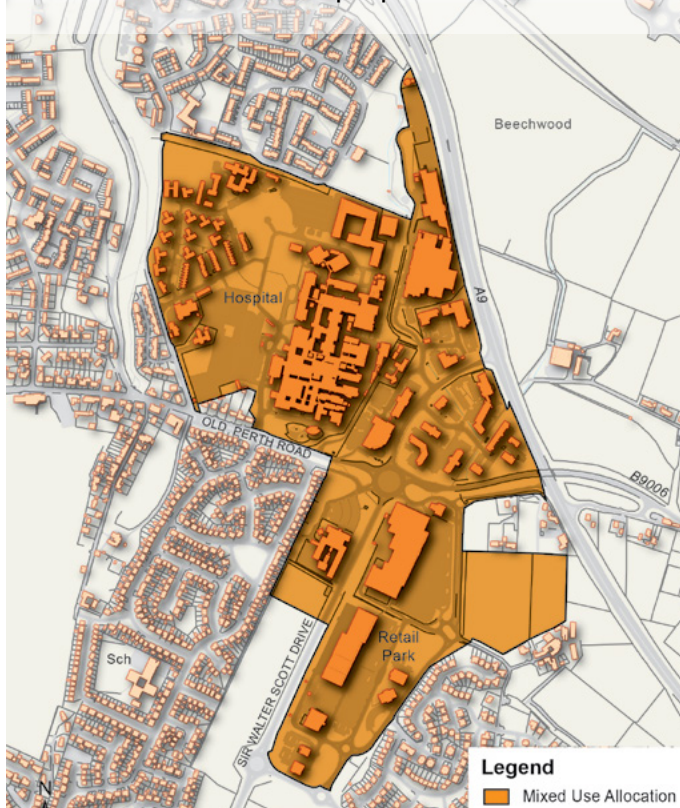 Beechwood
A9
Hospital
OLD PERTH ROAD
B9006
Sch
SIR WALTER SCOTT DRIVE
Retail
Park
N
Legend
Mixed Use Allocation